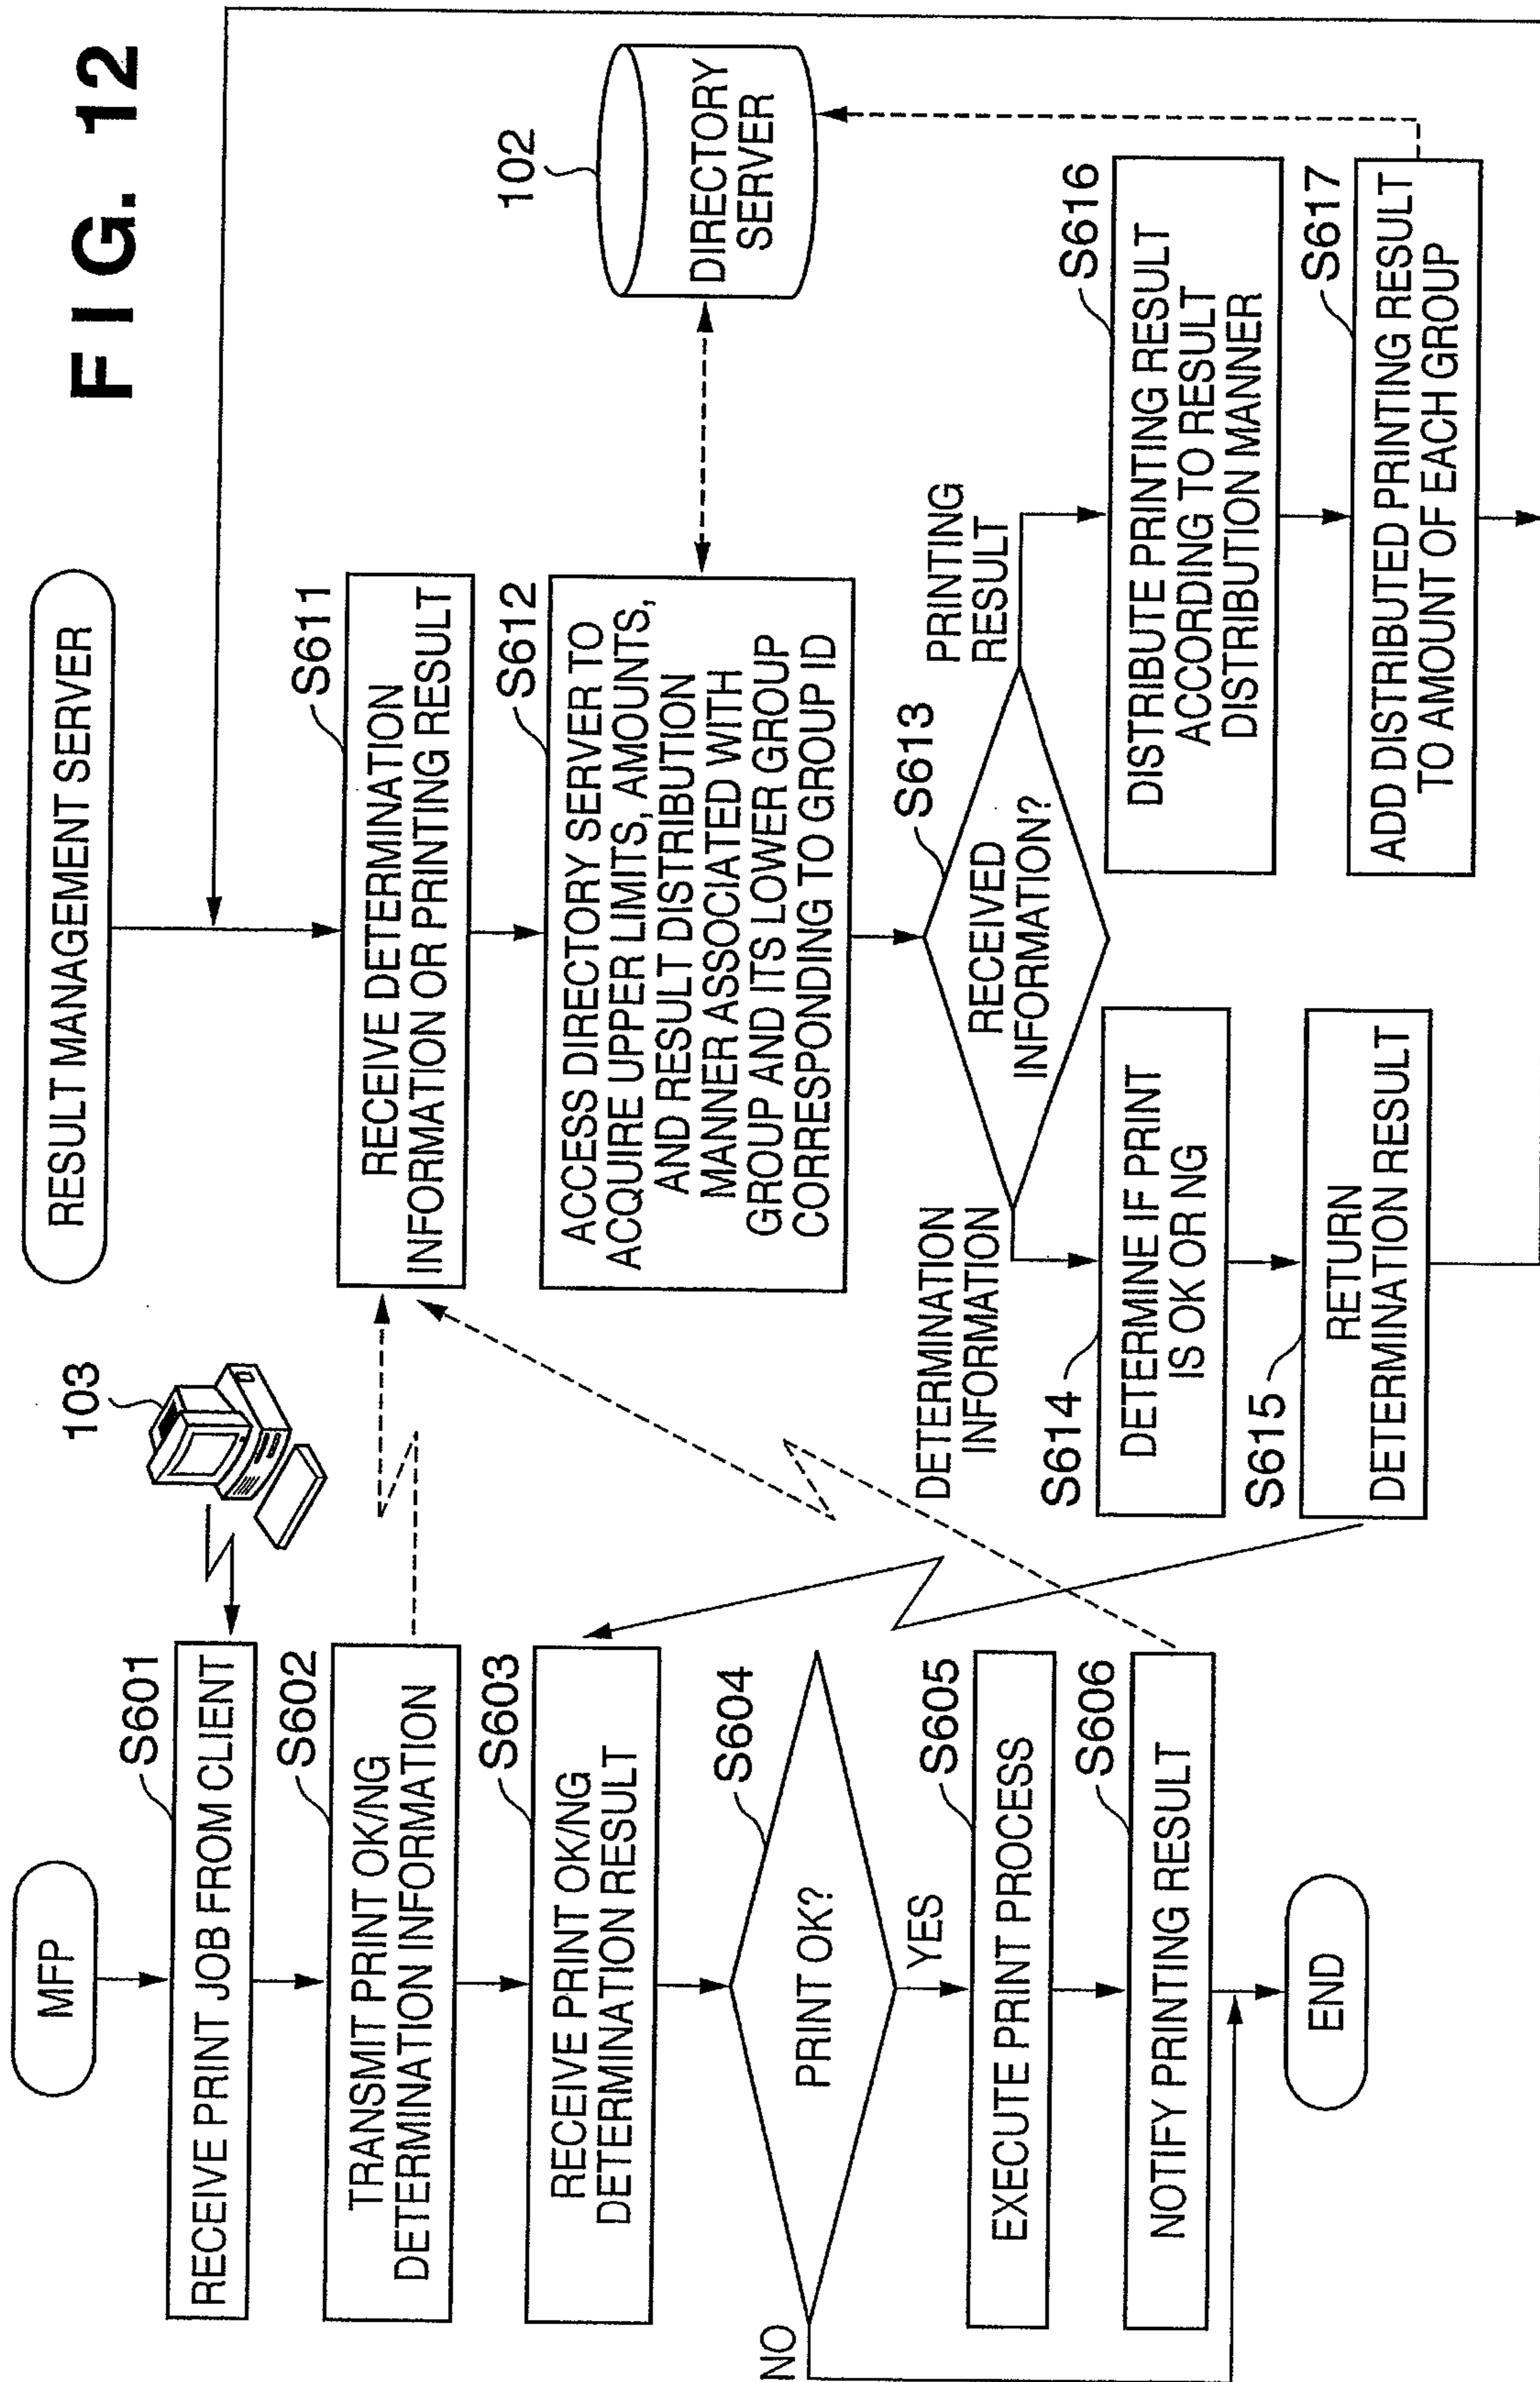 FIG. 12
MFP
S601
RECEIVE PRINT JOB FROM CLIENT
S602
TRANSMIT PRINT OK/NG
DETERMINATION INFORMATION
S603
RECEIVE PRINT OK/NG
DETERMINATION RESULT
S604
PRINT OK?
NO
YES
S605
EXECUTE PRINT PROCESS
S606
NOTIFY PRINTING RESULT
END
103
RESULT MANAGEMENT SERVER
S611
RECEIVE DETERMINATION
INFORMATION OR PRINTING RESULT
S612
ACCESS DIRECTORY SERVER TO
ACQUIRE UPPER LIMITS, AMOUNTS,
AND RESULT DISTRIBUTION
MANNER ASSOCIATED WITH
GROUP AND ITS LOWER GROUP
CORRESPONDING TO GROUP ID
102
DIRECTORY
SERVER
S613
RECEIVED
INFORMATION?
DETERMINATION
INFORMATION
PRINTING
RESULT
S614
DETERMINE IF PRINT
IS OK OR NG
S615
RETURN
DETERMINATION RESULT
S616
DISTRIBUTE PRINTING RESULT
ACCORDING TO RESULT
DISTRIBUTION MANNER
S617
ADD DISTRIBUTED PRINTING RESULT
TO AMOUNT OF EACH GROUP